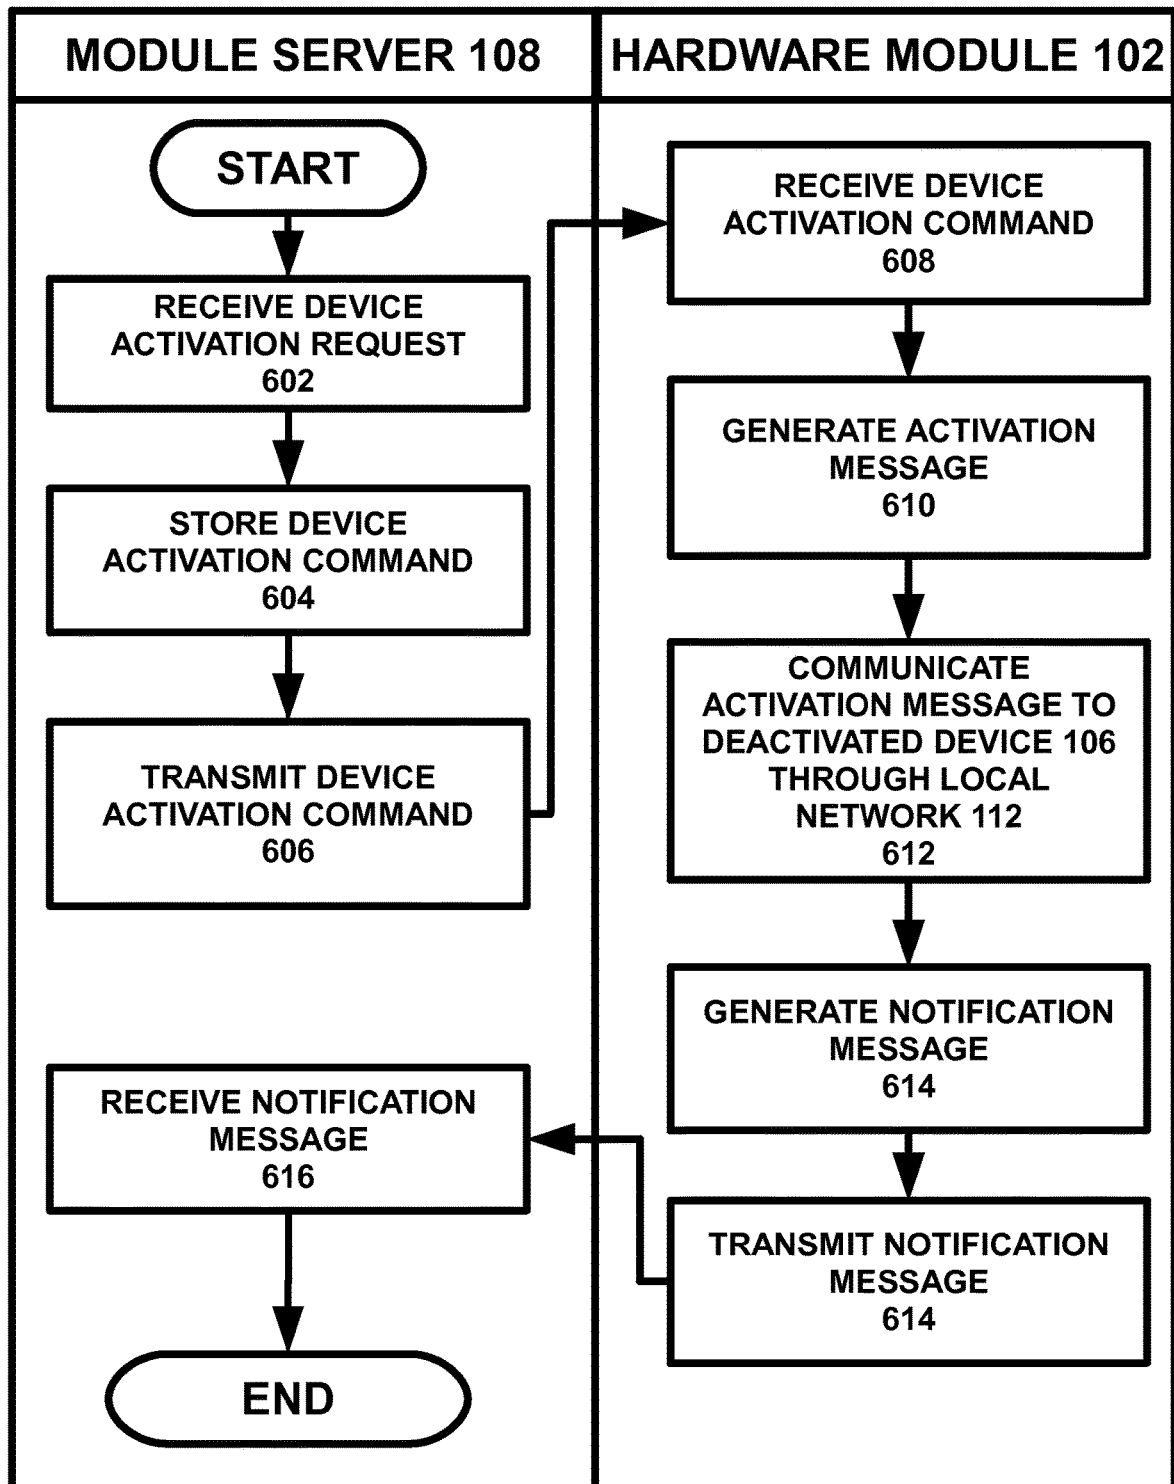 MODULE SERVER 108
HARDWARE MODULE 102
START
RECEIVE DEVICE
ACTIVATION REQUEST
602
STORE DEVICE
ACTIVATION COMMAND
604
TRANSMIT DEVICE
ACTIVATION COMMAND
606
RECEIVE DEVICE
ACTIVATION COMMAND
608
GENERATE ACTIVATION
MESSAGE
610
COMMUNICATE
ACTIVATION MESSAGE TO
DEACTIVATED DEVICE 106
THROUGH LOCAL
NETWORK 112
612
GENERATE NOTIFICATION
MESSAGE
614
TRANSMIT NOTIFICATION
MESSAGE
614
RECEIVE NOTIFICATION
MESSAGE
616
END